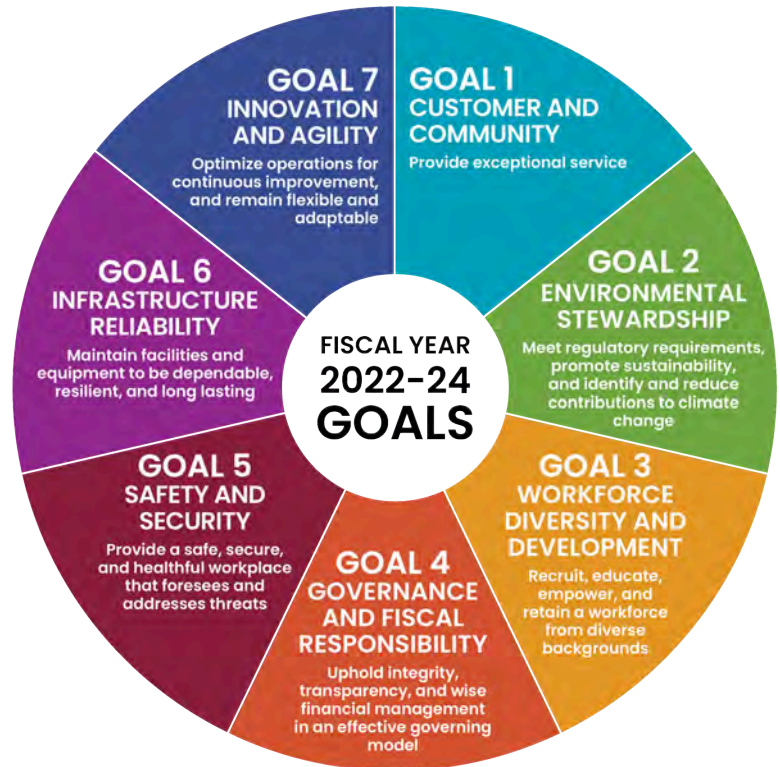 FISCAL YEAR
2022-24
GOALS
GOAL 1
CUSTOMER AND
COMMUNITY
Provide exceptional service
GOAL 2
ENVIRONMENTAL
STEWARDSHIP
Meet regulatory requirements,
promote sustainability,
and identify and reduce
contributions to climate
change
GOAL 3
WORKFORCE
DIVERSITY AND
DEVELOPMENT
Recruit, educate,
empower, and
retain a workforce
from diverse
backgrounds
GOAL 4
GOVERNANCE
AND FISCAL
RESPONSIBILITY
Uphold integrity,
transparency, and wise
financial management
in an effective governing
model
GOAL 5
SAFETY AND
SECURITY
Provide a safe, secure,
and healthful workplace
that foresees and
addresses threats
GOAL 6
INFRASTRUCTURE
RELIABILITY
Maintain facilities and
equipment to be dependable,
resilient, and long lasting
GOAL 7
INNOVATION
AND AGILITY
Optimize operations for
continuous improvement,
and remain flexible and
adaptable